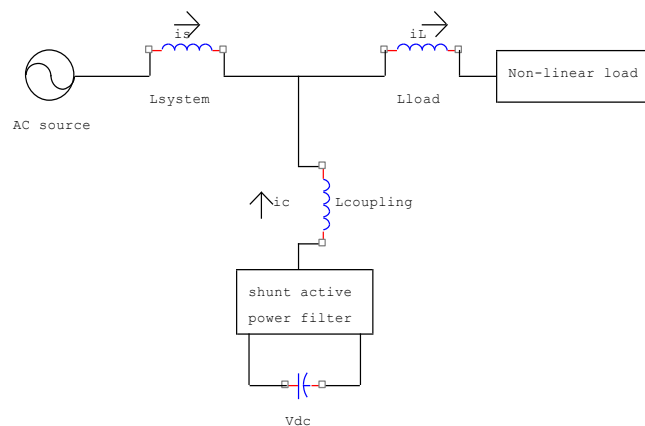 is
iL
Non-linear load
Lsystem
Lload
AC source
ic
Lcoupling
shunt active
power filter
Vdc